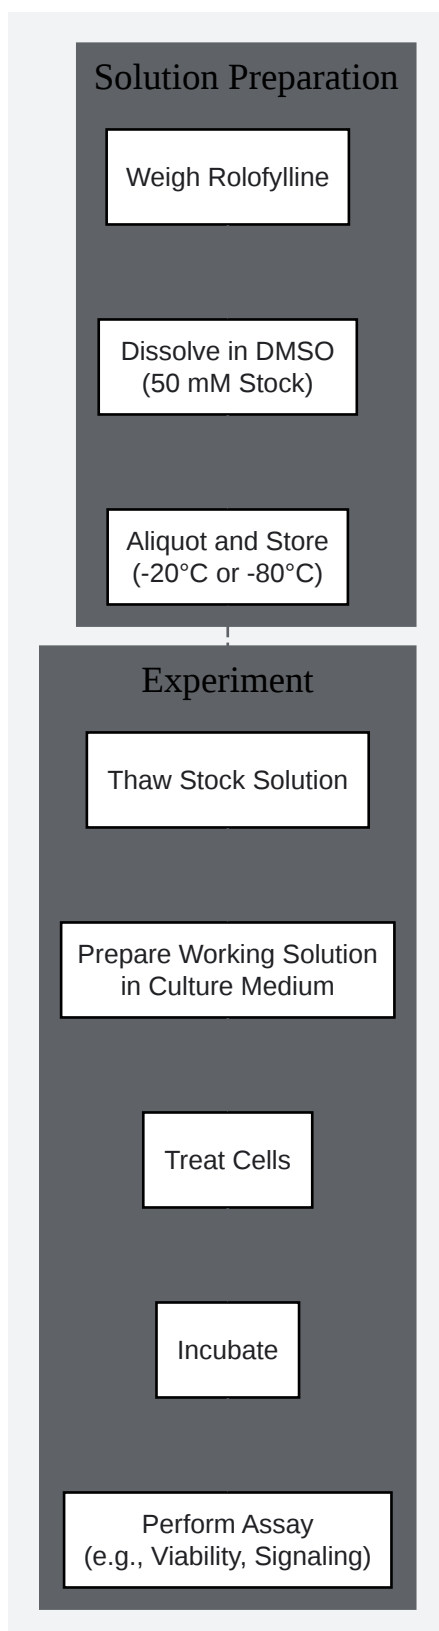 Solution Preparation
Weigh Rolofylline
Dissolve in DMSO
(50 mM Stock)
Aliquot and Store
(-20°C or -80°C)
Experiment
Thaw Stock Solution
Prepare Working Solution
in Culture Medium
Treat Cells
Incubate
Perform Assay
(e.g., Viability, Signaling)